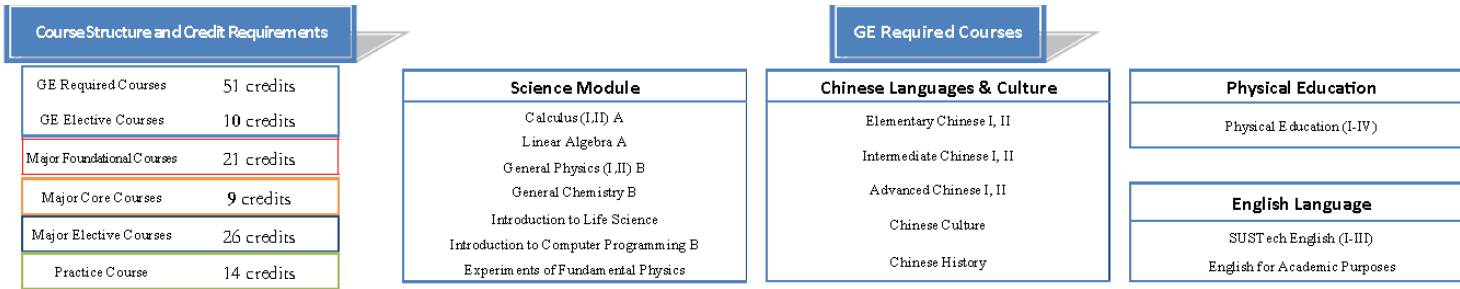 Course Structure and Credit Requirements
GE Required Courses 51 credits
GE Elective Courses 10 credits
Major Foundational Courses 21 credits
Major Core Courses 9 credits
Major Elective Courses 26 credits
Practice Course 14 credits
GE Required Courses
Science Module
Calculus (I,II) A
Linear Algebra A
General Physics (I,II) B
General Chemistry B
Introduction to Life Science
Introduction to Computer Programming B
Experiments of Fundamental Physics
Chinese Languages & Culture
Elementary Chinese I, II
Intermediate Chinese I, II
Advanced Chinese I, II
Chinese Culture
Chinese History
Physical Education
Physical Education (I-IV)
English Language
SUSTech English (I-III)
English for Academic Purposes